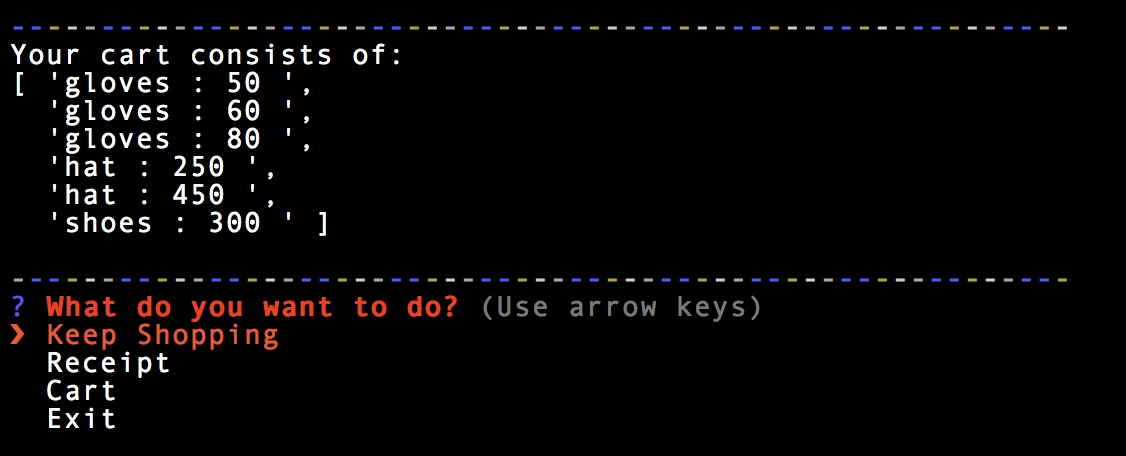 ------------------------------------------------------------
Your cart consists of:
[ 'gloves : 50 ',
  'gloves : 60 ',
  'gloves : 80 ',
  'hat : 250 ',
  'hat : 450 ',
  'shoes : 300 ' ]
------------------------------------------------------------
? What do you want to do? (Use arrow keys)
❯ Keep Shopping
  Receipt
  Cart
  Exit